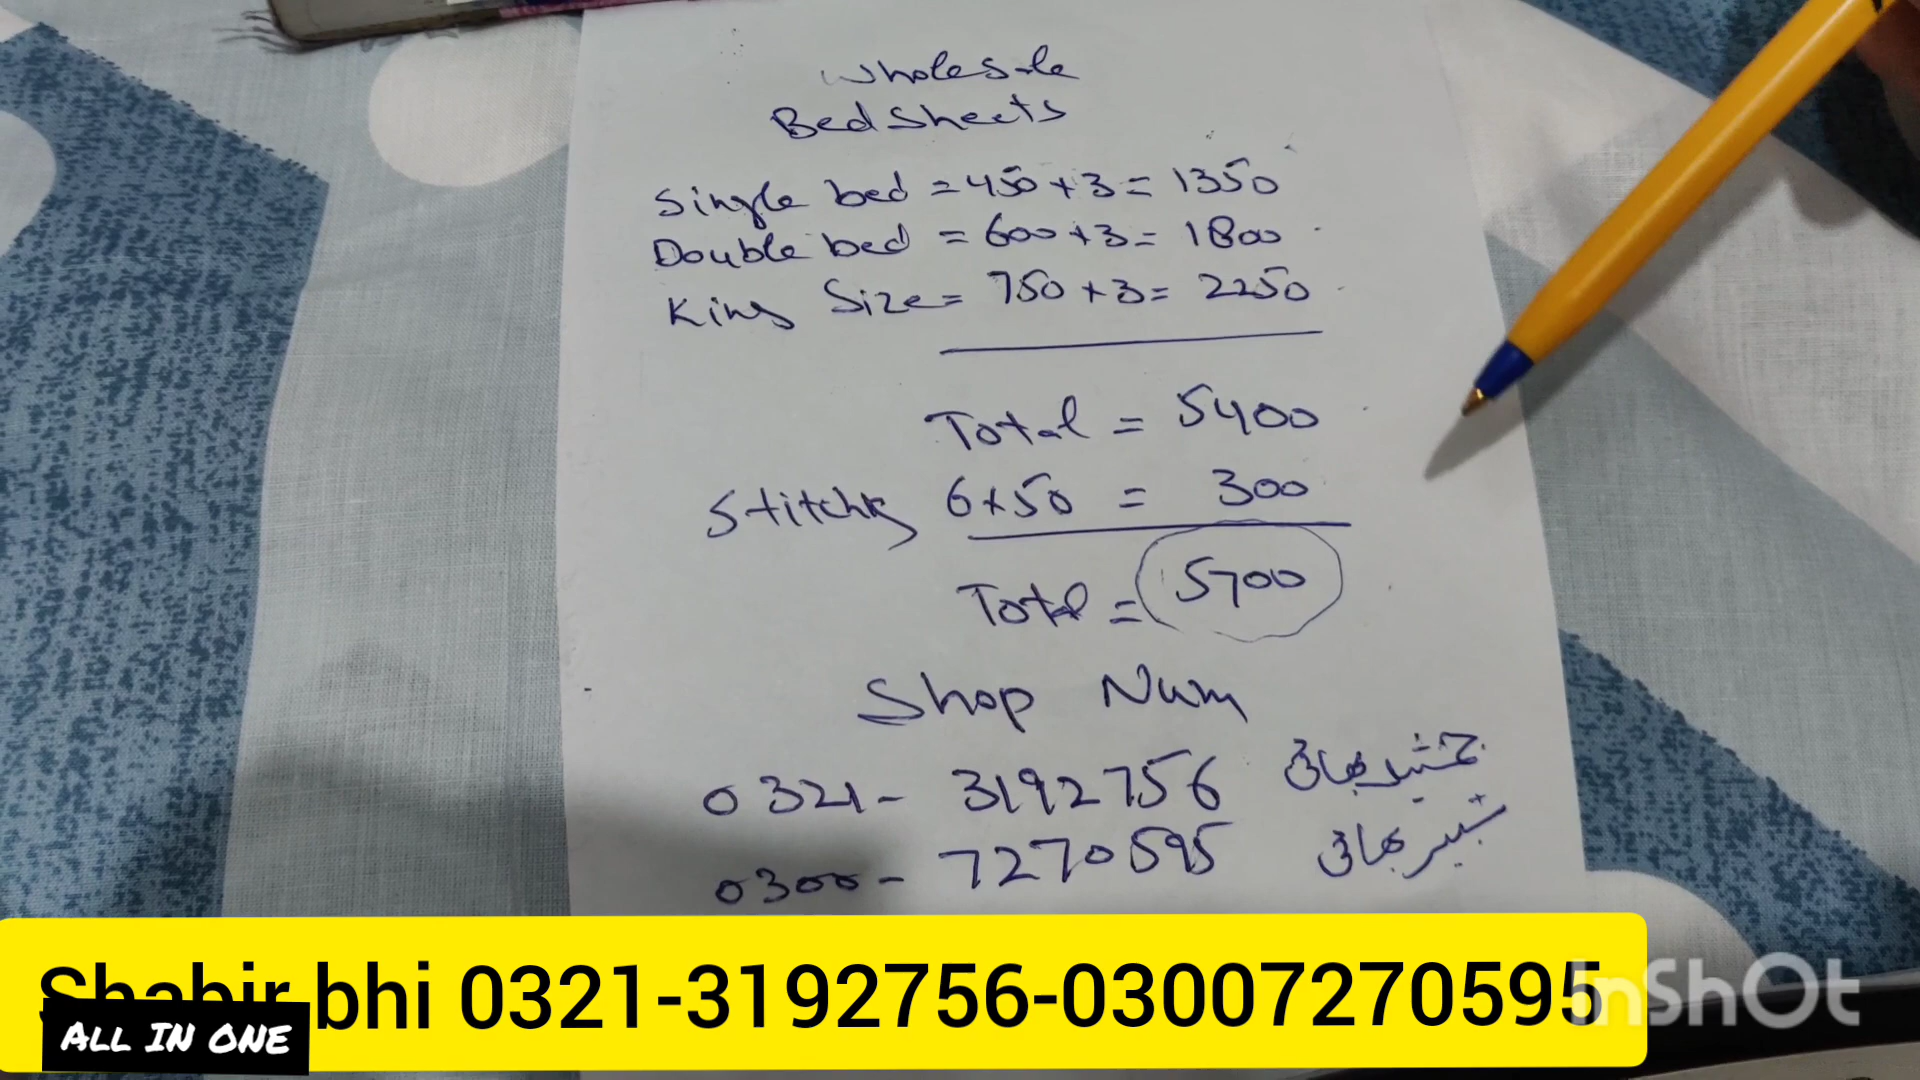 Wholesale
Bedsheets
Single bed = 450 + 3 = 1350
Double bed = 600 + 3 = 1800
King Size = 750 + 3 = 2250
Total = 5400
Stitching 6+50 = 300
Total = 5700
Shop Num
0321- 3192756 جمشید بھائی
0300- 7270595 شبیر بھائی
Shabir bhi 0321-3192756-03007270595
ALL IN ONE
InShOt